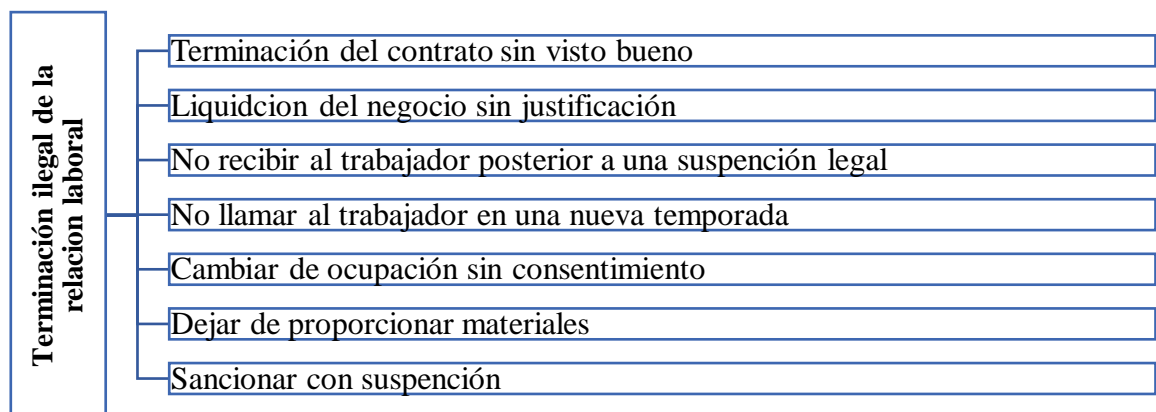 Terminación ilegal de la
relacion laboral
Terminación del contrato sin visto bueno
Liquidcion del negocio sin justificación
No recibir al trabajador posterior a una suspención legal
No llamar al trabajador en una nueva temporada
Cambiar de ocupación sin consentimiento
Dejar de proporcionar materiales
Sancionar con suspención